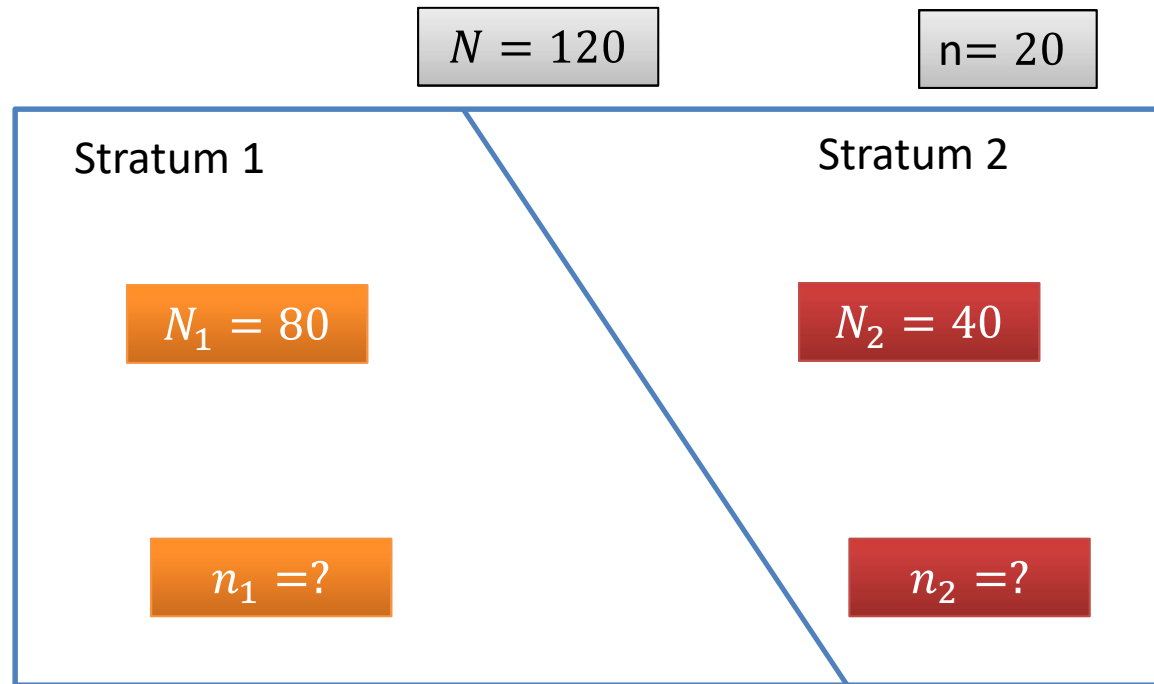 N = 120
n= 20
Stratum 1
Stratum 2
N₁ = 80
N₂ = 40
n₁ =?
n₂ =?